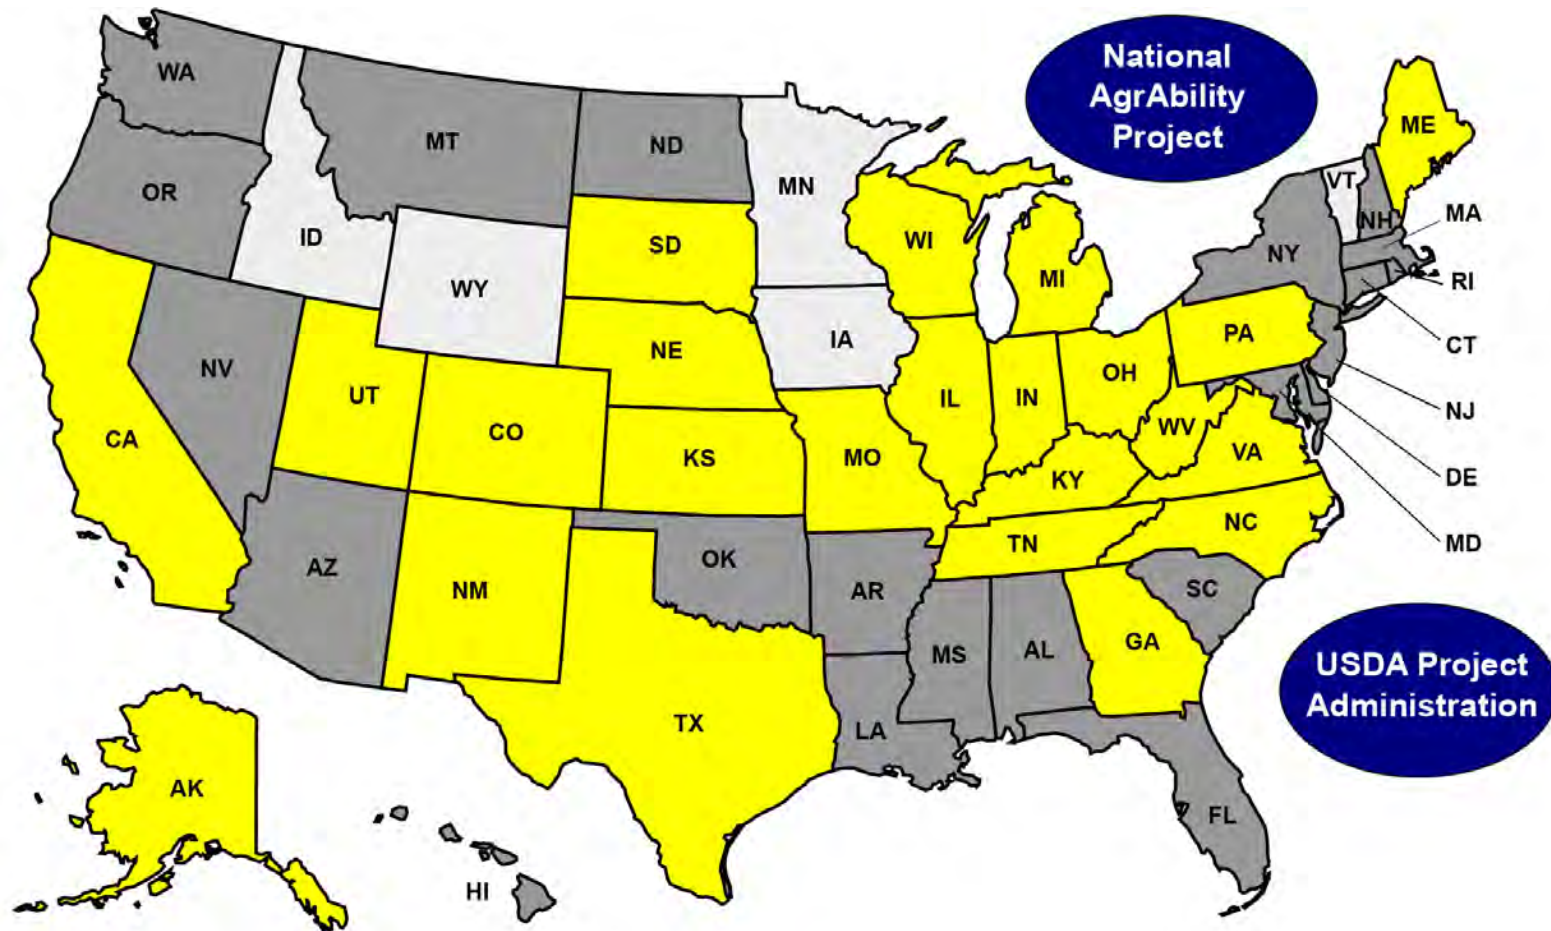 National
AgrAbility
Project
WA
MT
ND
MN
ME
OR
VT
NH
MA
ID
SD
WI
NY
WY
MI
RI
IA
PA
NE
CT
NV
OH
UT
IL
IN
NJ
CO
CA
KS
MO
WV
VA
KY
DE
NC
MD
TN
OK
AZ
NM
AR
SC
MS
AL
GA
USDA Project
Administration
TX
LA
AK
FL
HI